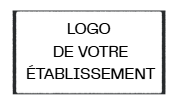 LOGO
DE VOTRE
ÉTABLISSEMENT